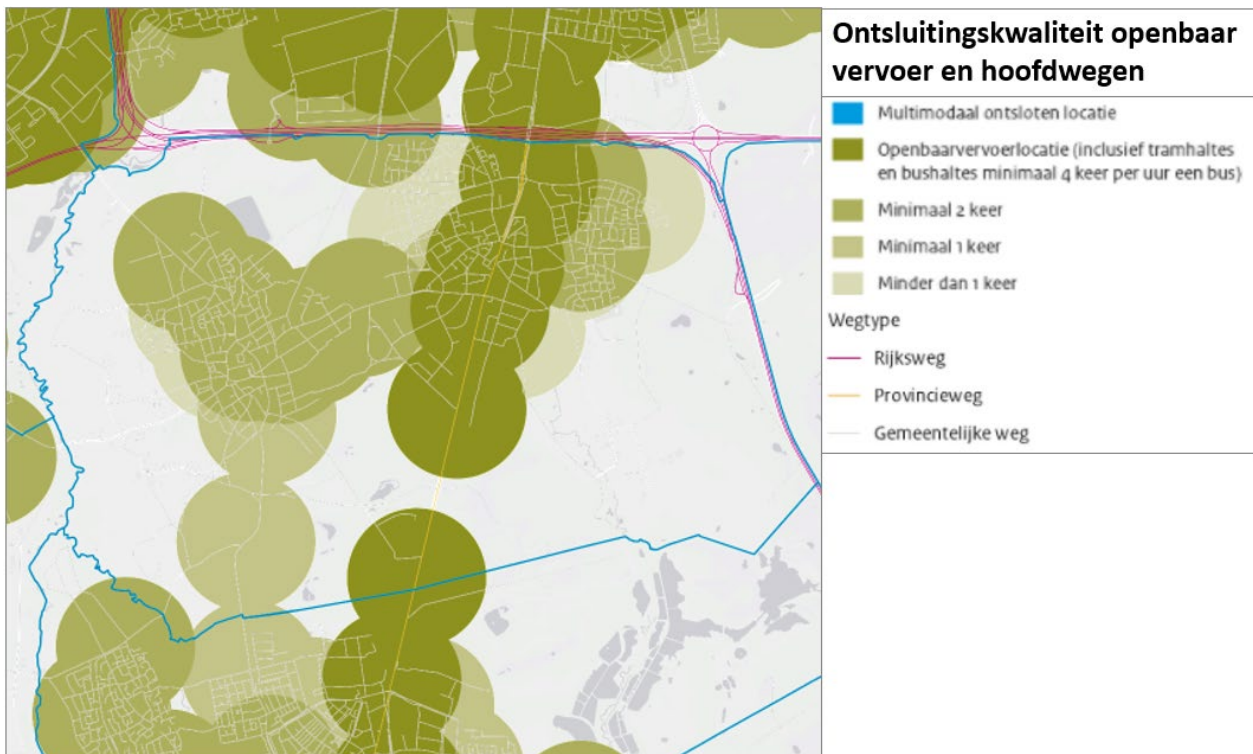 Ontsluitingskwaliteit openbaar
vervoer en hoofdwegen
Multimodaal ontsloten locatie
Openbaarvervoerlocatie (inclusief tramhaltes
en bushaltes minimaal 4 keer per uur een bus)
Minimaal 2 keer
Minimaal 1 keer
Minder dan 1 keer
Wegtype
Rijksweg
Provincieweg
Gemeentelijke weg